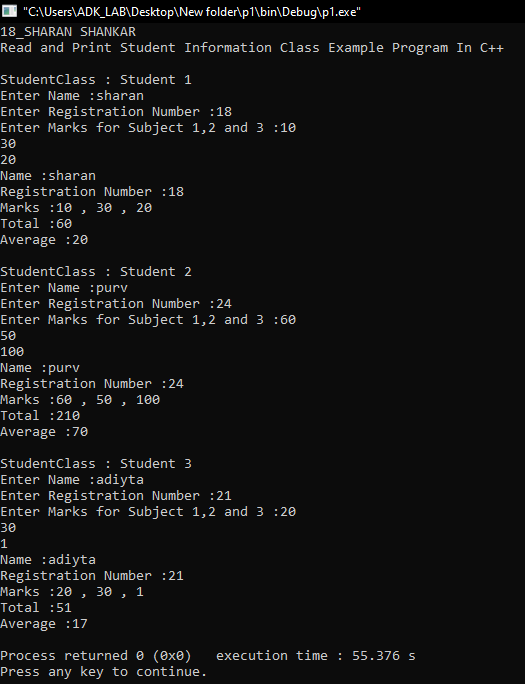 "C:\Users\ADK_LAB\Desktop\New folder\p1\bin\Debug\p1.exe"
18_SHARAN SHANKAR
Read and Print Student Information Class Example Program In C++
StudentClass : Student 1
Enter Name :sharan
Enter Registration Number :18
Enter Marks for Subject 1,2 and 3 :10
30
20
Name :sharan
Registration Number :18
Marks :10 , 30 , 20
Total :60
Average :20
StudentClass : Student 2
Enter Name :purv
Enter Registration Number :24
Enter Marks for Subject 1,2 and 3 :60
50
100
Name :purv
Registration Number :24
Marks :60 , 50 , 100
Total :210
Average :70
StudentClass : Student 3
Enter Name :adiyta
Enter Registration Number :21
Enter Marks for Subject 1,2 and 3 :20
30
1
Name :adiyta
Registration Number :21
Marks :20 , 30 , 1
Total :51
Average :17
Process returned 0 (0x0)   execution time : 55.376 s
Press any key to continue.